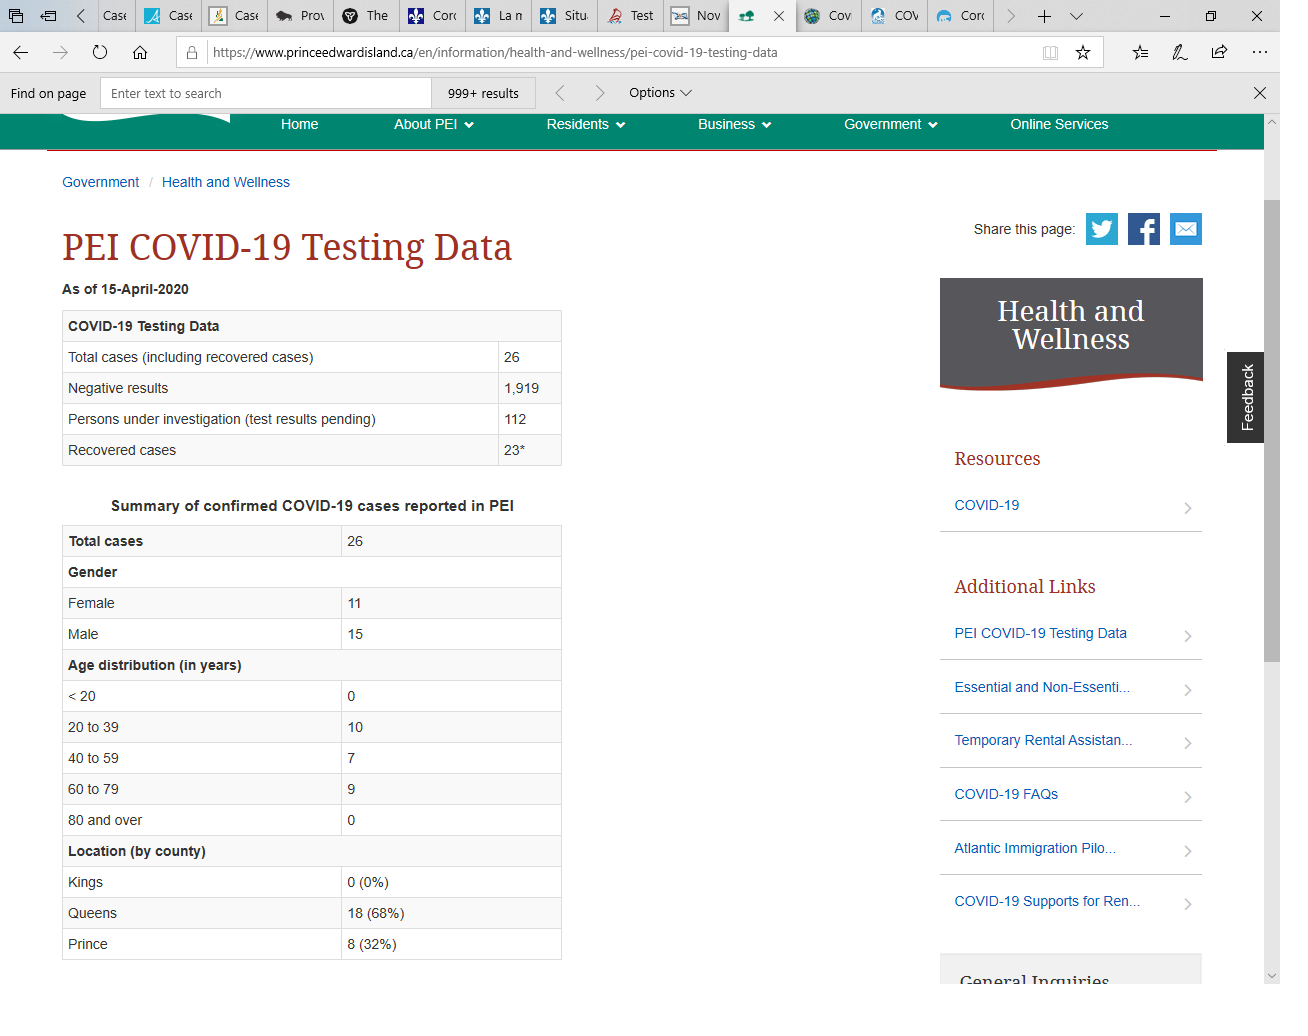 Case
Case
Case
Prov
The
Coro
La m
Situ
Test
Nov
Cov
COV
Coro
https://www.princeedwardisland.ca/en/information/health-and-wellness/pei-covid-19-testing-data
Find on page
Enter text to search
999+ results
Options
Home
About PEI
Residents
Business
Government
Online Services
Government / Health and Wellness
Share this page:
PEI COVID-19 Testing Data
As of 15-April-2020
COVID-19 Testing Data
Total cases (including recovered cases) 26
Negative results 1,919
Persons under investigation (test results pending) 112
Recovered cases 23*
Summary of confirmed COVID-19 cases reported in PEI
Total cases 26
Gender
Female 11
Male 15
Age distribution (in years)
< 20 0
20 to 39 10
40 to 59 7
60 to 79 9
80 and over 0
Location (by county)
Kings 0 (0%)
Queens 18 (68%)
Prince 8 (32%)
Health and
Wellness
Feedback
Resources
COVID-19
Additional Links
PEI COVID-19 Testing Data
Essential and Non-Essenti...
Temporary Rental Assistan...
COVID-19 FAQs
Atlantic Immigration Pilo...
COVID-19 Supports for Ren...
General Inquiries